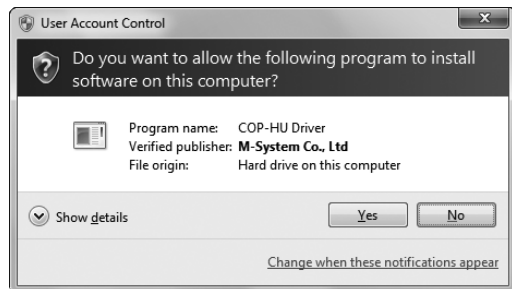 User Account Control
Do you want to allow the following program to install
software on this computer?
Program name: COP-HU Driver
Verified publisher: M-System Co., Ltd
File origin: Hard drive on this computer
Show details
Yes
No
Change when these notifications appear